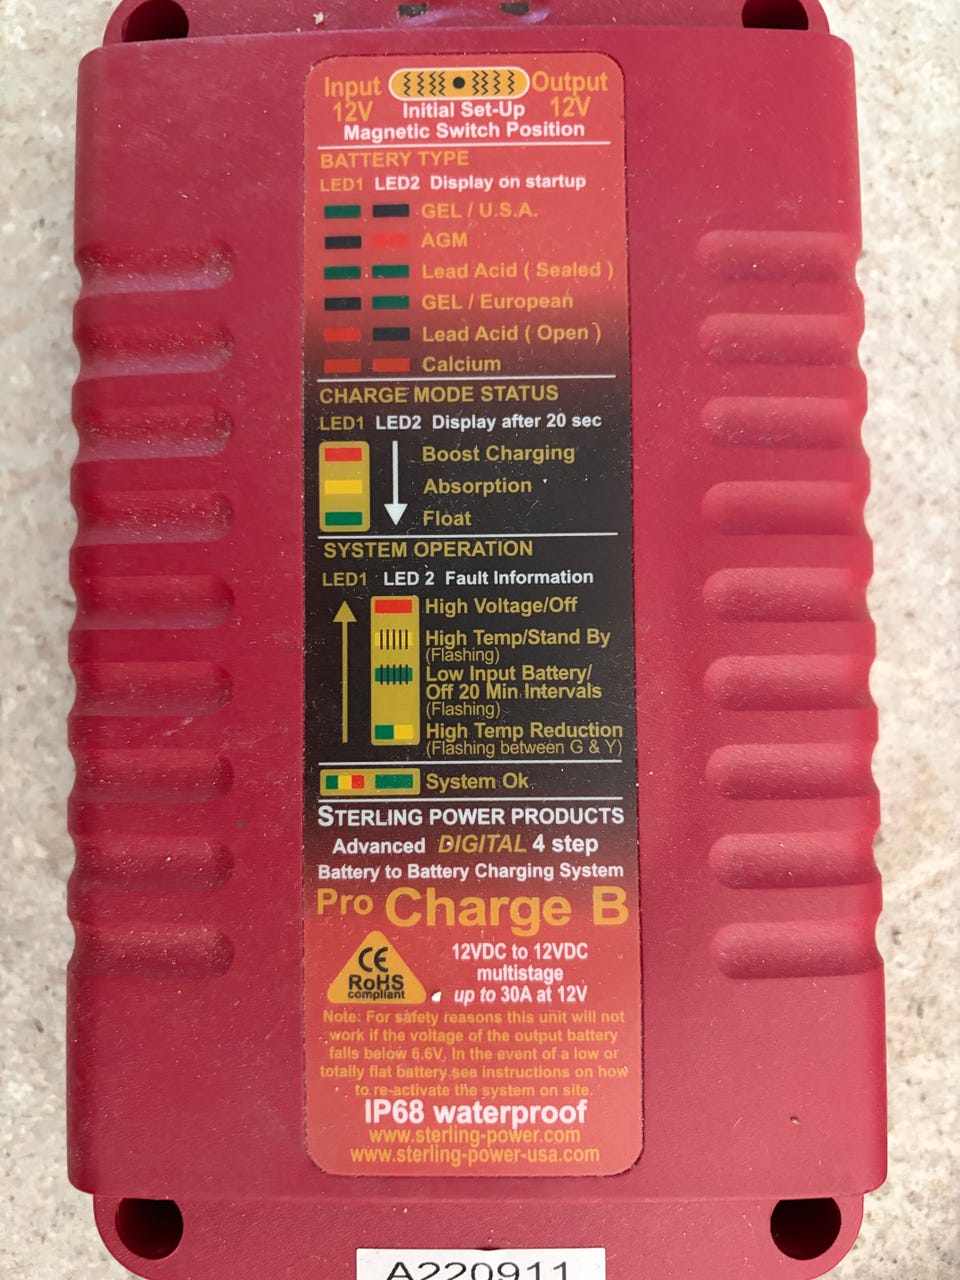 Input Output
12V Initial Set-Up 12V
Magnetic Switch Position
BATTERY TYPE
LED1 LED2 Display on startup
GEL / U.S.A.
AGM
Lead Acid ( Sealed )
GEL / European
Lead Acid ( Open )
Calcium
CHARGE MODE STATUS
LED1 LED2 Display after 20 sec
Boost Charging
Absorption
Float
SYSTEM OPERATION
LED1 LED 2 Fault Information
High Voltage/Off
High Temp/Stand By
(Flashing)
Low Input Battery/
Off 20 Min Intervals
(Flashing)
High Temp Reduction
(Flashing between G & Y)
System Ok
STERLING POWER PRODUCTS
Advanced DIGITAL 4 step
Battery to Battery Charging System
Pro Charge B
CE
RoHS
compliant
12VDC to 12VDC
multistage
up to 30A at 12V
Note: For safety reasons this unit will not
work if the voltage of the output battery
falls below 6.6V. In the event of a low or
totally flat battery see instructions on how
to re-activate the system on site.
IP68 waterproof
www.sterling-power.com
www.sterling-power-usa.com
A220911